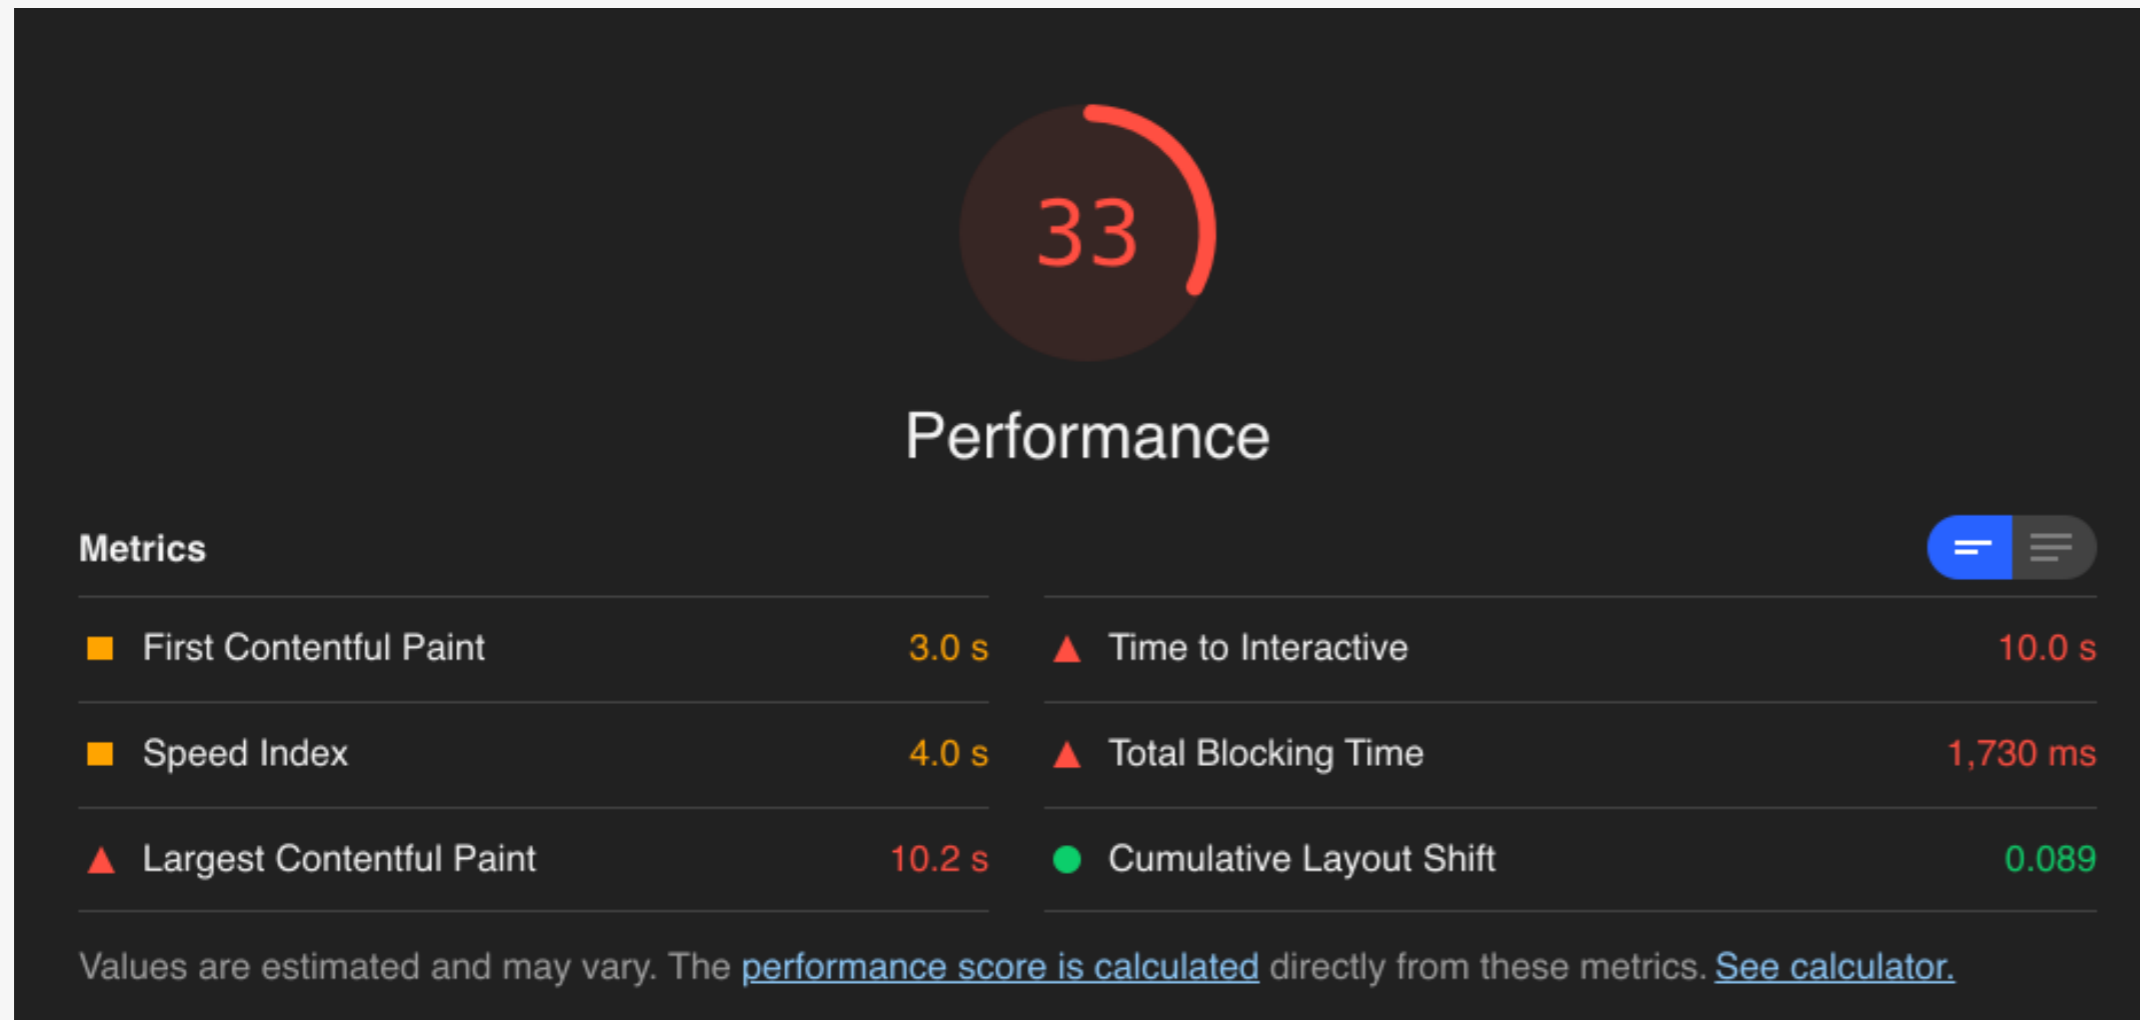 33
Performance
Metrics
First Contentful Paint 3.0 s
Time to Interactive 10.0 s
Speed Index 4.0 s
Total Blocking Time 1,730 ms
Largest Contentful Paint 10.2 s
Cumulative Layout Shift 0.089
Values are estimated and may vary. The performance score is calculated directly from these metrics. See calculator.